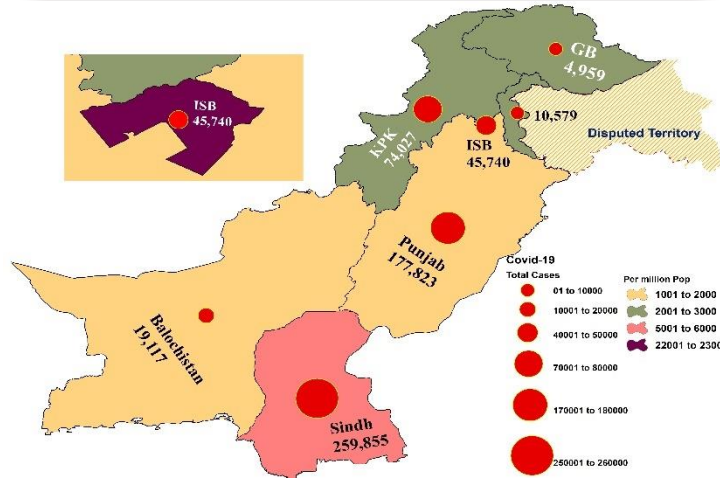 ISB
45,740
GB
4,959
10,579
Disputed Territory
KPK
74,027
ISB
45,740
Punjab
177,823
Balochistan
19,117
Sindh
259,855
Covid-19
Total Cases
01 to 10000
10001 to 20000
40001 to 50000
70001 to 80000
170001 to 180000
250001 to 260000
Per million Pop
1001 to 2000
2001 to 3000
5001 to 6000
22001 to 2300